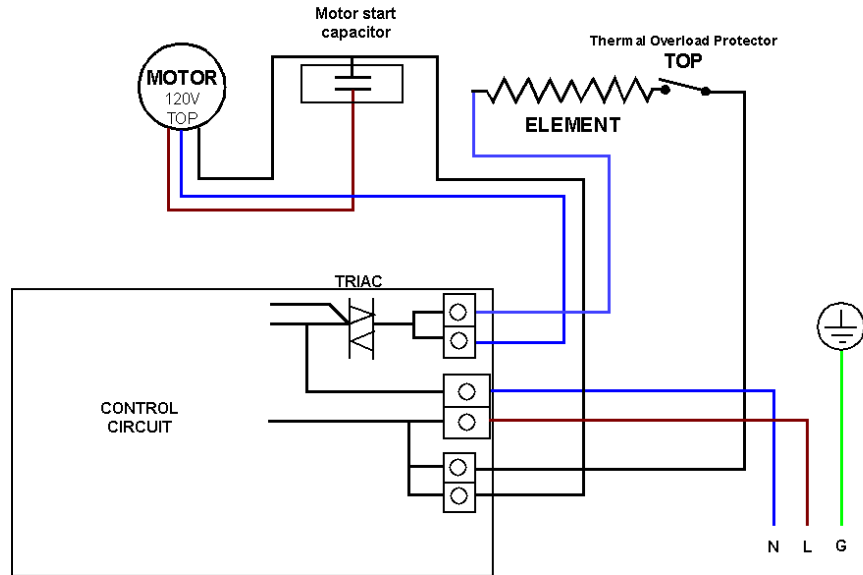 Motor start
capacitor
MOTOR
120V
TOP
Thermal Overload Protector
TOP
ELEMENT
TRIAC
CONTROL
CIRCUIT
N L G